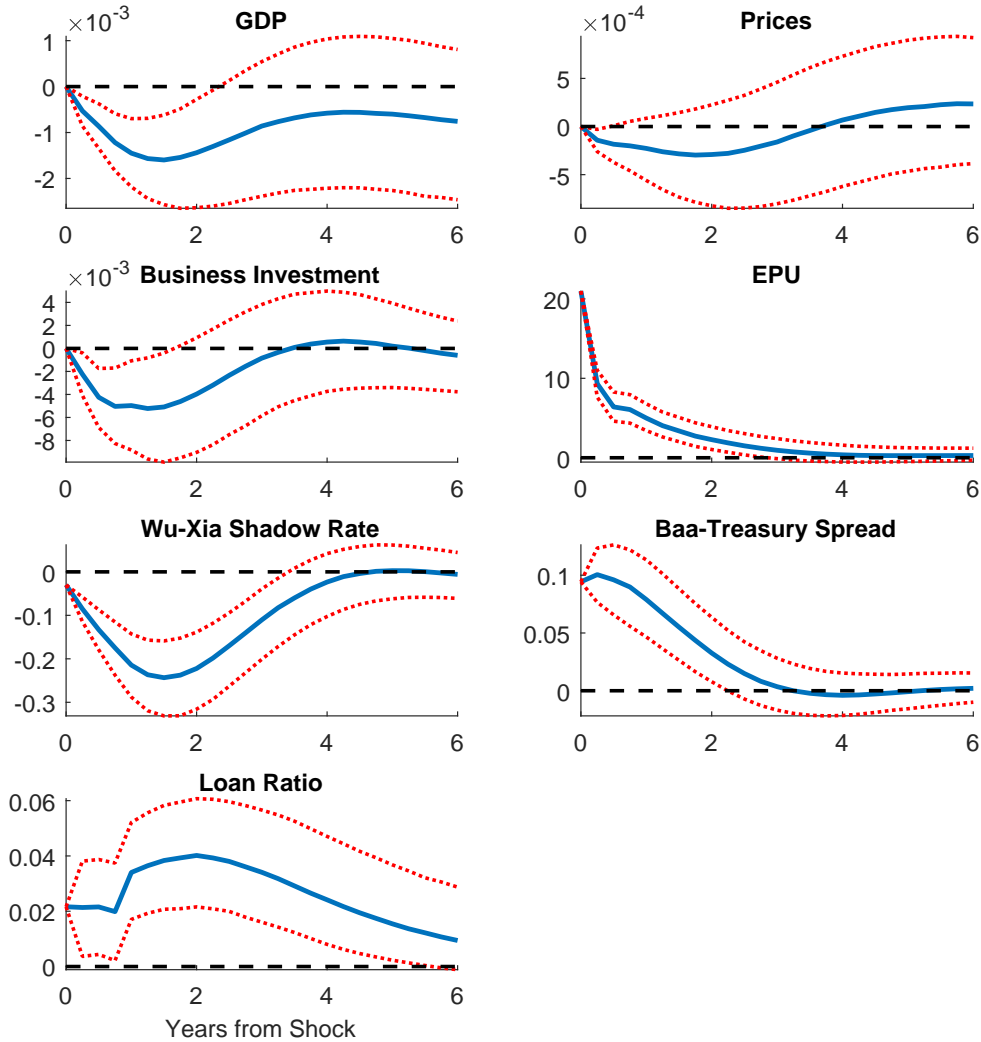 GDP
×10⁻³
1
0
-1
-2
0 2 4 6
Prices
×10⁻⁴
5
0
-5
0 2 4 6
Business Investment
×10⁻³
4
2
0
-2
-4
-6
-8
0 2 4 6
EPU
20
10
0
0 2 4 6
Wu-Xia Shadow Rate
0
-0.1
-0.2
-0.3
0 2 4 6
Baa-Treasury Spread
0.1
0.05
0
0 2 4 6
Loan Ratio
0.06
0.04
0.02
0
0 2 4 6
Years from Shock